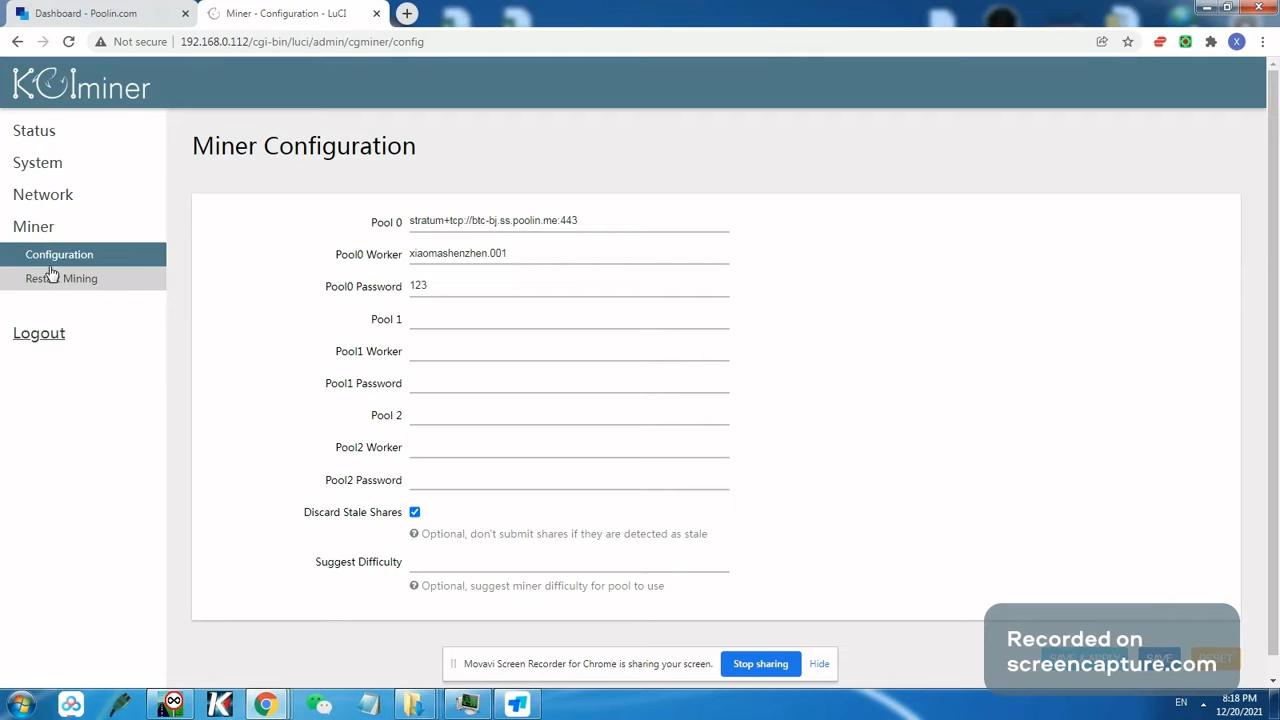 Dashboard - Poolin.com
Miner - Configuration - LuCI
Not secure
192.168.0.112/cgi-bin/luci/admin/cgminer/config
X
KOIminer
Status
System
Network
Miner
Configuration
Mining
Logout
Miner Configuration
Pool 0 stratum+tcp://btc-bj.ss.poolin.me:443
Pool0 Worker xiaomashenzhen.001
Pool0 Password 123
Pool 1
Pool1 Worker
Pool1 Password
Pool 2
Pool2 Worker
Pool2 Password
Discard Stale Shares
Optional, don't submit shares if they are detected as stale
Suggest Difficulty
Optional, suggest miner difficulty for pool to use
SAVE
RESET
Recorded on
screencapture.com
Movavi Screen Recorder for Chrome is sharing your screen. Stop sharing Hide
EN
8:18 PM
12/20/2021